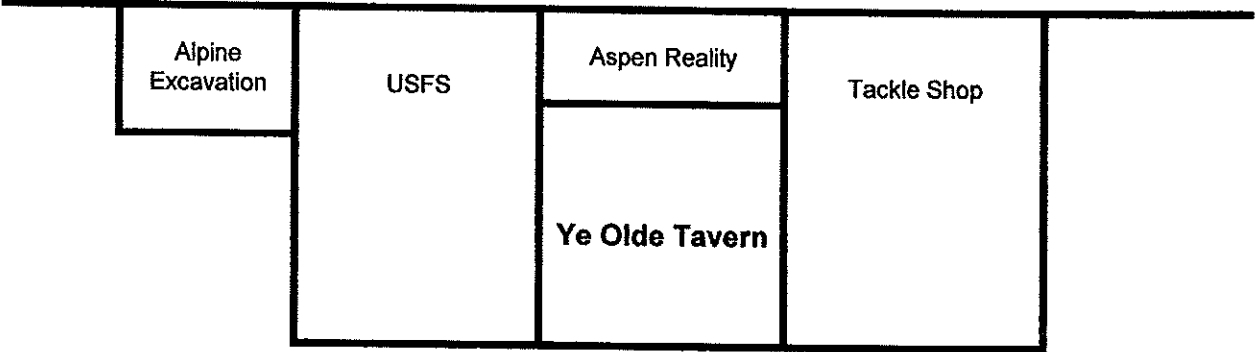 Alpine
Excavation
USFS
Aspen Reality
Tackle Shop
Ye Olde Tavern